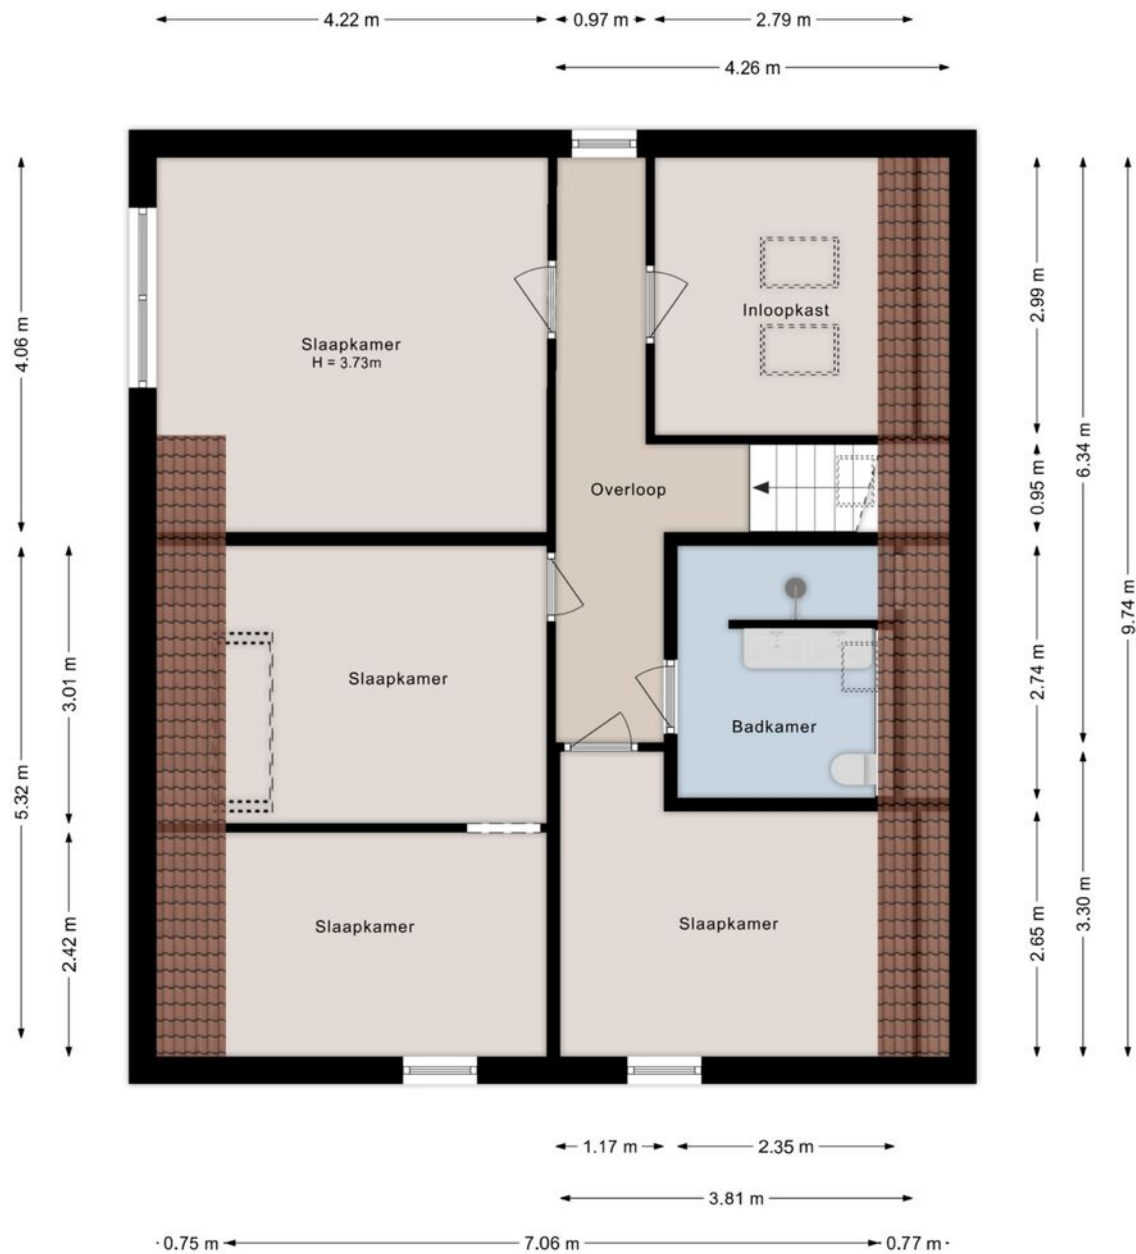 4.22 m
0.97 m
2.79 m
4.26 m
Slaapkamer
H = 3.73m
Inloopkast
Overloop
Slaapkamer
Badkamer
Slaapkamer
Slaapkamer
4.06 m
5.32 m
3.01 m
2.42 m
2.99 m
0.95 m
2.74 m
2.65 m
6.34 m
3.30 m
9.74 m
1.17 m
2.35 m
3.81 m
0.75 m
7.06 m
0.77 m